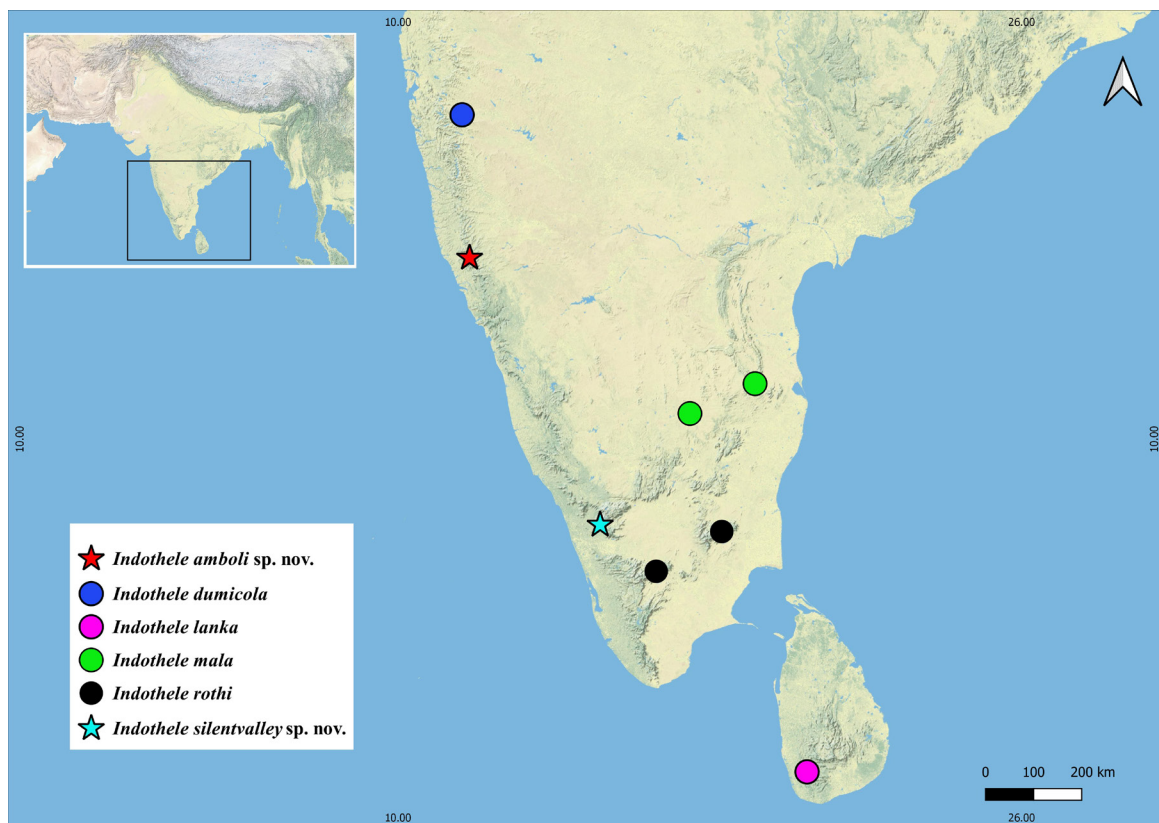 10.00 26.00
10.00 10.00
Indothele amboli sp. nov.
Indothele dumicola
Indothele lanka
Indothele mala
Indothele rothi
Indothele silentvalley sp. nov.
0 100 200 km
10.00 26.00